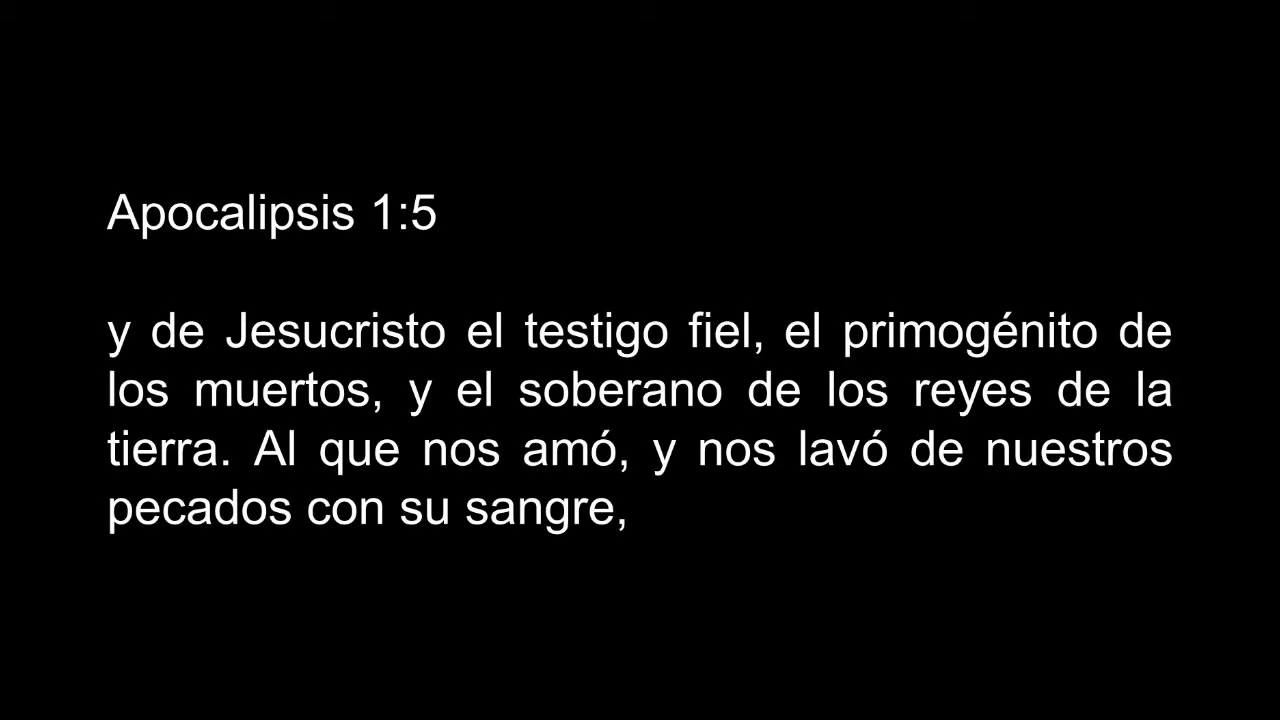 Apocalipsis 1:5
y de Jesucristo el testigo fiel, el primogénito de
los muertos, y el soberano de los reyes de la
tierra. Al que nos amó, y nos lavó de nuestros
pecados con su sangre,